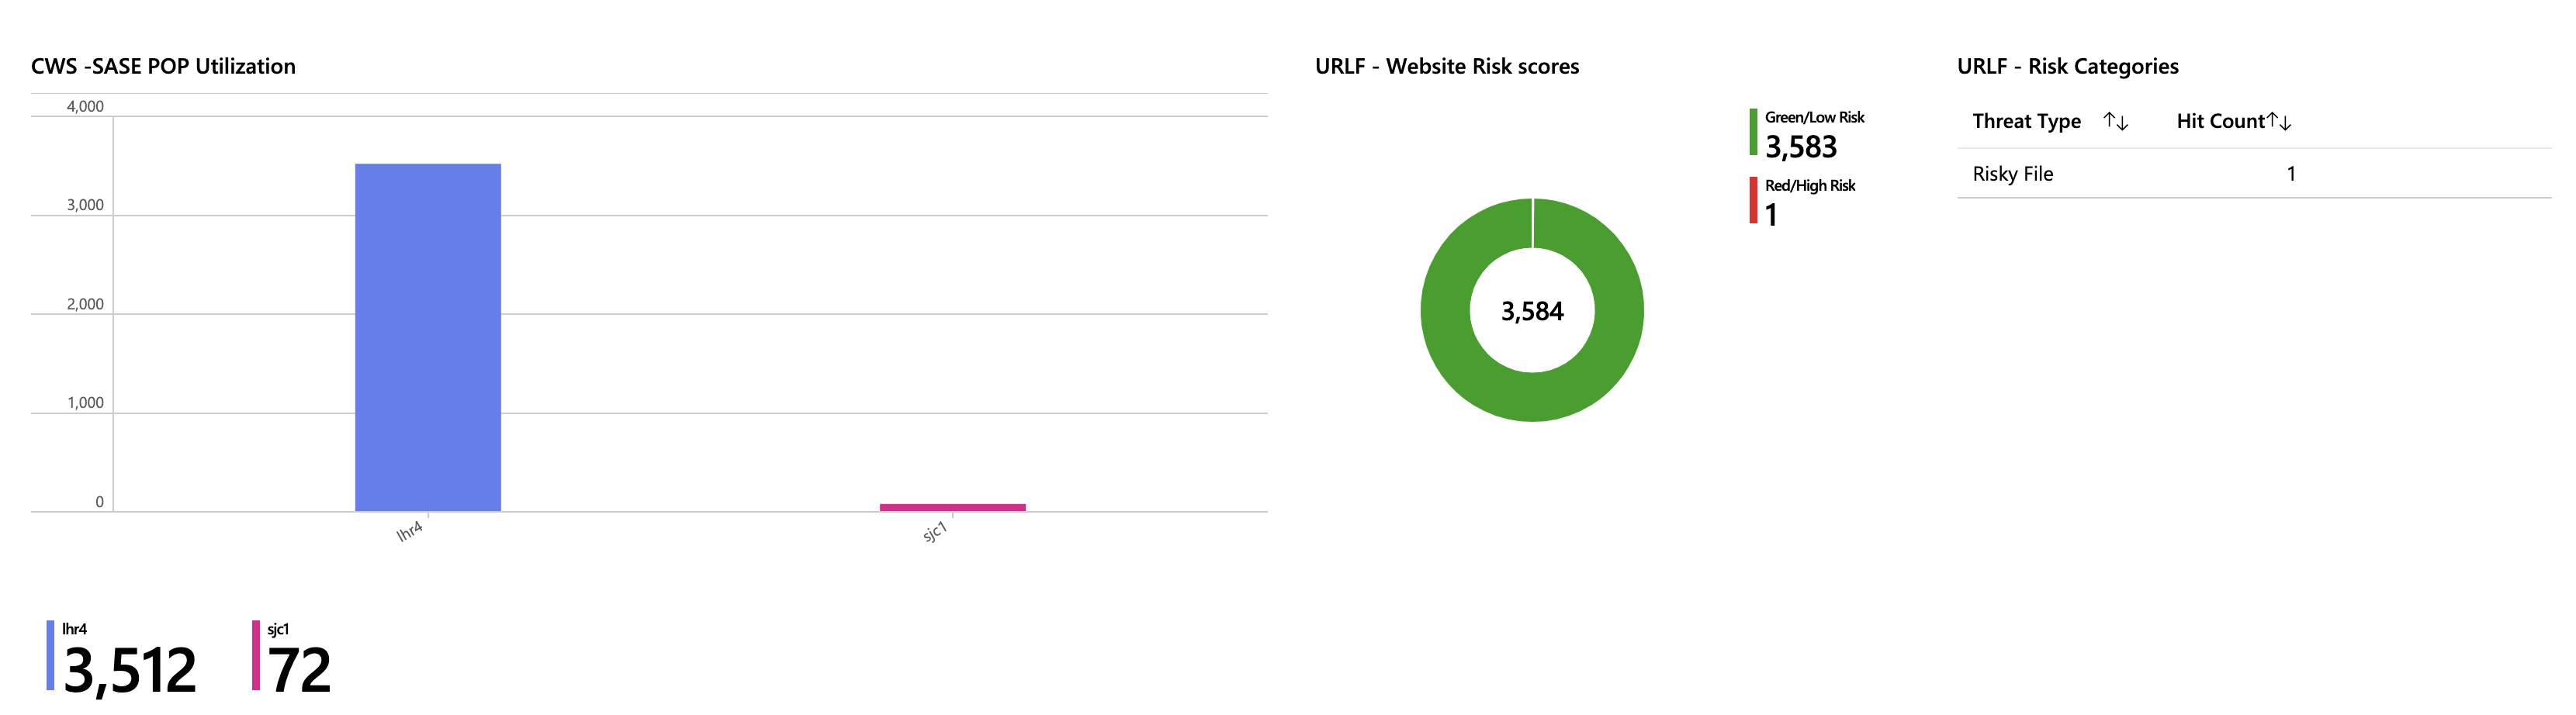 CWS -SASE POP Utilization
4,000
3,000
2,000
1,000
0
lhr4
sjc1
lhr4
3,512
sjc1
72
URLF - Website Risk scores
Green/Low Risk
3,583
Red/High Risk
1
3,584
URLF - Risk Categories
Threat Type ↑↓ Hit Count↑↓
Risky File 1